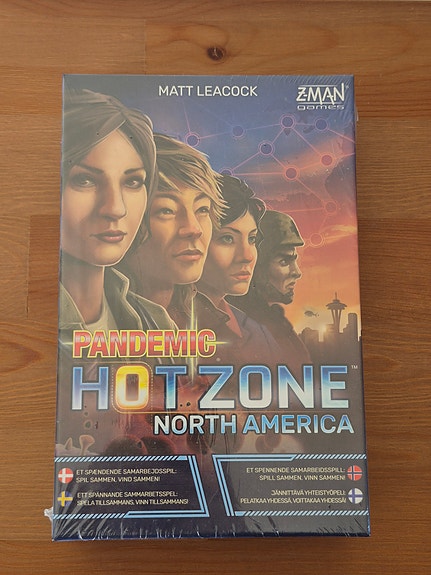 MATT LEACOCK
Z-MAN
games
PANDEMIC
HOT ZONE™
NORTH AMERICA
ET SPÆNDENDE SAMARBEJDSSPIL:
SPIL SAMMEN, VIND SAMMEN!
ETT SPÄNNANDE SAMMARBETSSPEL:
SPELA TILLSAMMANS, VINN TILLSAMMANS!
ET SPENNENDE SAMARBEIDSSPILL:
SPILL SAMMEN, VINN SAMMEN!
JÄNNITTÄVÄ YHTEISTYÖPELI:
PELATKAA YHDESSÄ, VOITTAKAA YHDESSÄ!